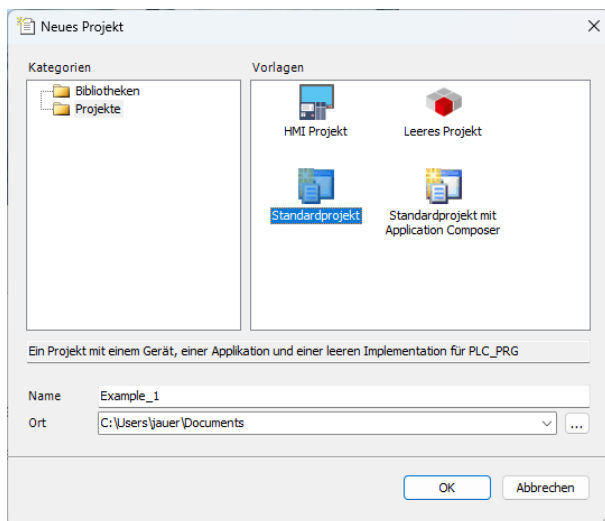 Neues Projekt
Kategorien
Vorlagen
Bibliotheken
Projekte
HMI Projekt
Leeres Projekt
Standardprojekt
Standardprojekt mit
Application Composer
Ein Projekt mit einem Gerät, einer Applikation und einer leeren Implementation für PLC_PRG
Name
Example_1
Ort
C:\Users\jauer\Documents
...
OK
Abbrechen